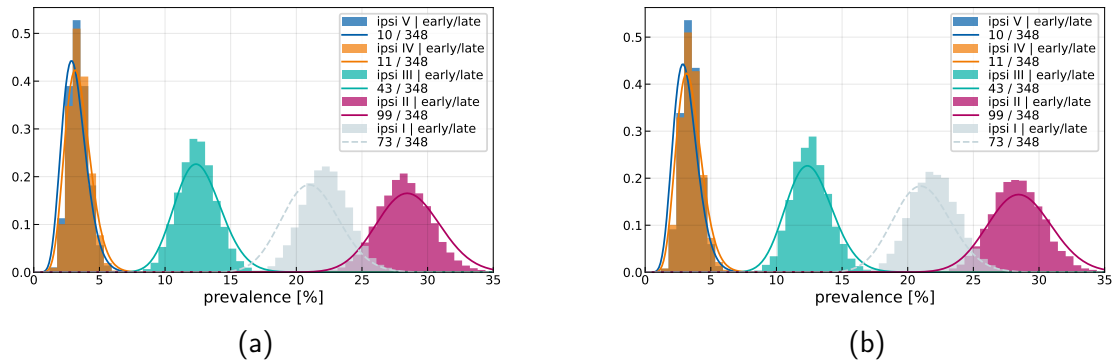 0.5
0.4
0.3
0.2
0.1
0.0
0 5 10 15 20 25 30 35
prevalence [%]
ipsi V | early/late
10 / 348
ipsi IV | early/late
11 / 348
ipsi III | early/late
43 / 348
ipsi II | early/late
99 / 348
ipsi I | early/late
73 / 348
(a)
0.5
0.4
0.3
0.2
0.1
0.0
0 5 10 15 20 25 30 35
prevalence [%]
ipsi V | early/late
10 / 348
ipsi IV | early/late
11 / 348
ipsi III | early/late
43 / 348
ipsi II | early/late
99 / 348
ipsi I | early/late
73 / 348
(b)